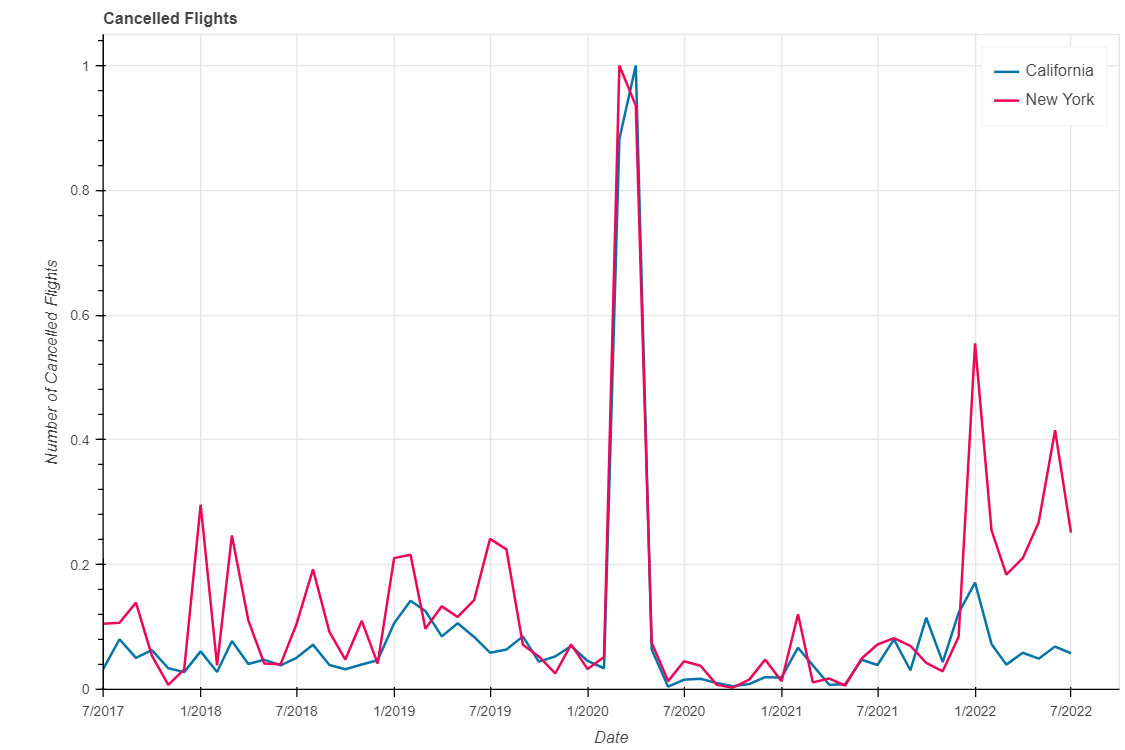 Cancelled Flights
California
New York
1
0.8
0.6
0.4
0.2
0
Number of Cancelled Flights
7/2017 1/2018 7/2018 1/2019 7/2019 1/2020 7/2020 1/2021 7/2021 1/2022 7/2022
Date